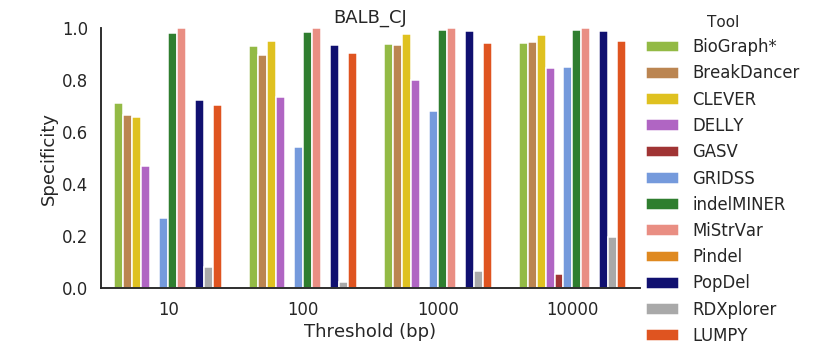 BALB_CJ
Specificity
1.0
0.8
0.6
0.4
0.2
0.0
10 100 1000 10000
Threshold (bp)
Tool
BioGraph*
BreakDancer
CLEVER
DELLY
GASV
GRIDSS
indelMINER
MiStrVar
Pindel
PopDel
RDXplorer
LUMPY